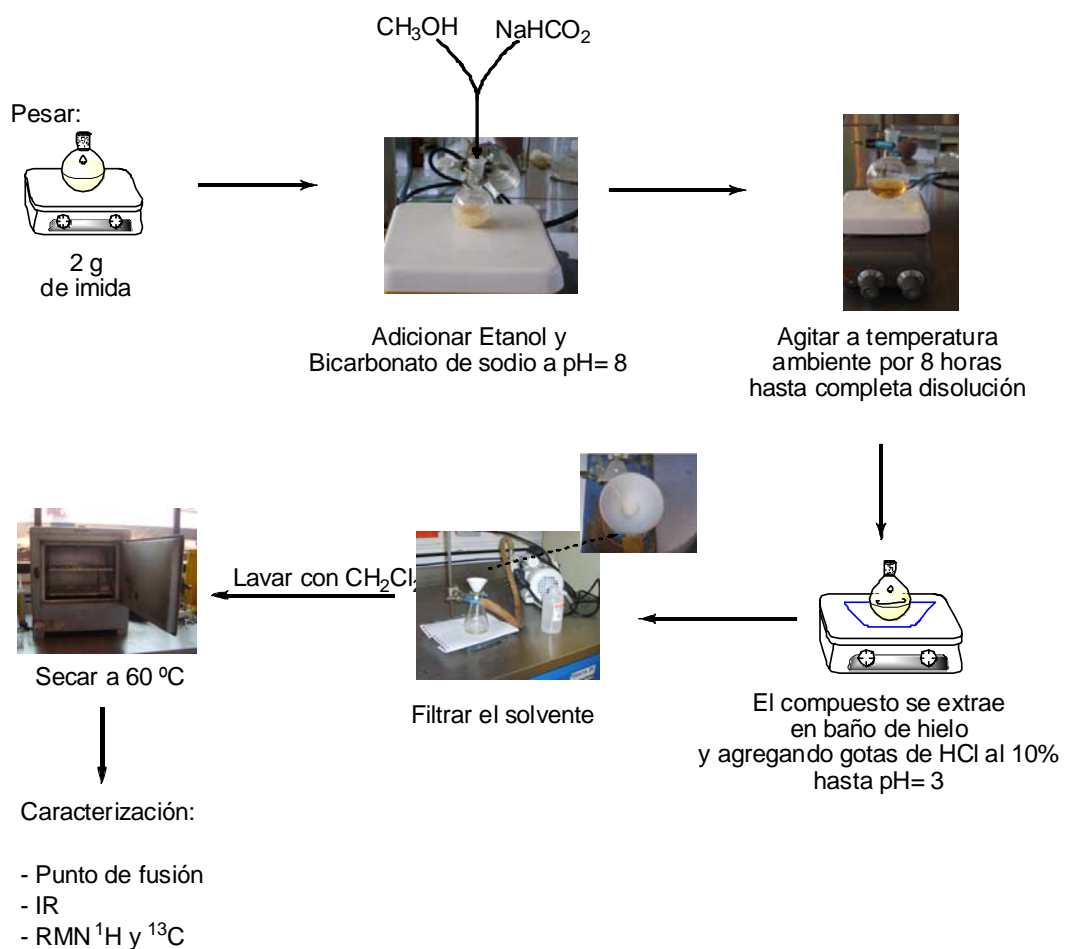 CH₃OH NaHCO₂
Pesar:
2 g
de imida
Adicionar Etanol y
Bicarbonato de sodio a pH= 8
Agitar a temperatura
ambiente por 8 horas
hasta completa disolución
El compuesto se extrae
en baño de hielo
y agregando gotas de HCl al 10%
hasta pH= 3
Filtrar el solvente
Lavar con CH₂Cl₂
Secar a 60 ºC
Caracterización:
- Punto de fusión
- IR
- RMN ¹H y ¹³C